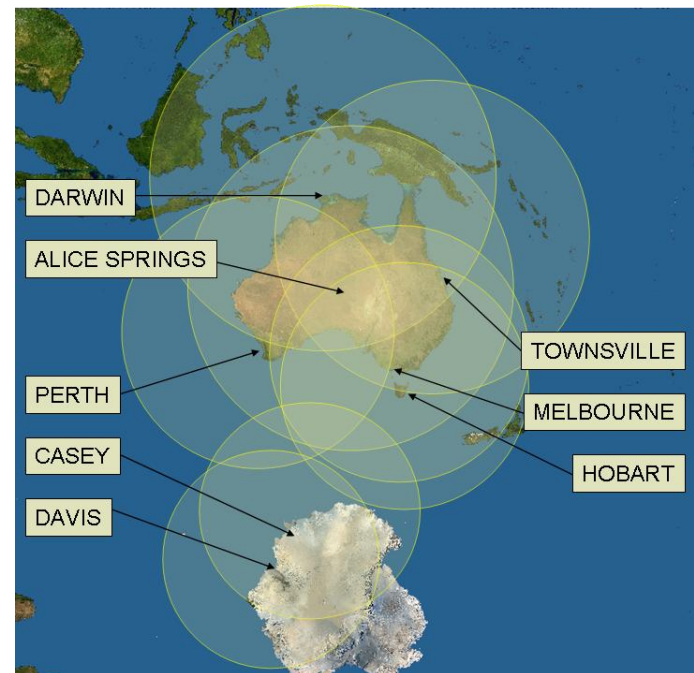 DARWIN
ALICE SPRINGS
TOWNSVILLE
PERTH
MELBOURNE
CASEY
HOBART
DAVIS